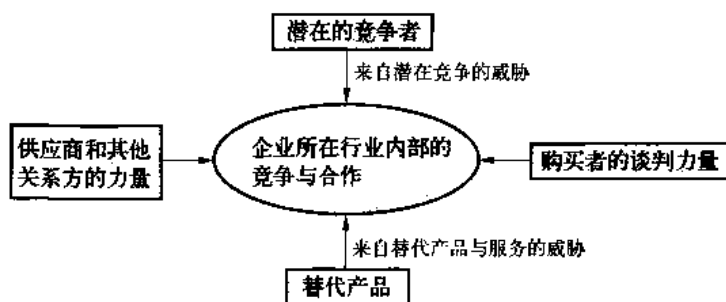 潜在的竞争者
来自潜在竞争的威胁
供应商和其他
关系方的力量
企业所在行业内部的
竞争与合作
购买者的谈判力量
来自替代产品与服务的威胁
替代产品